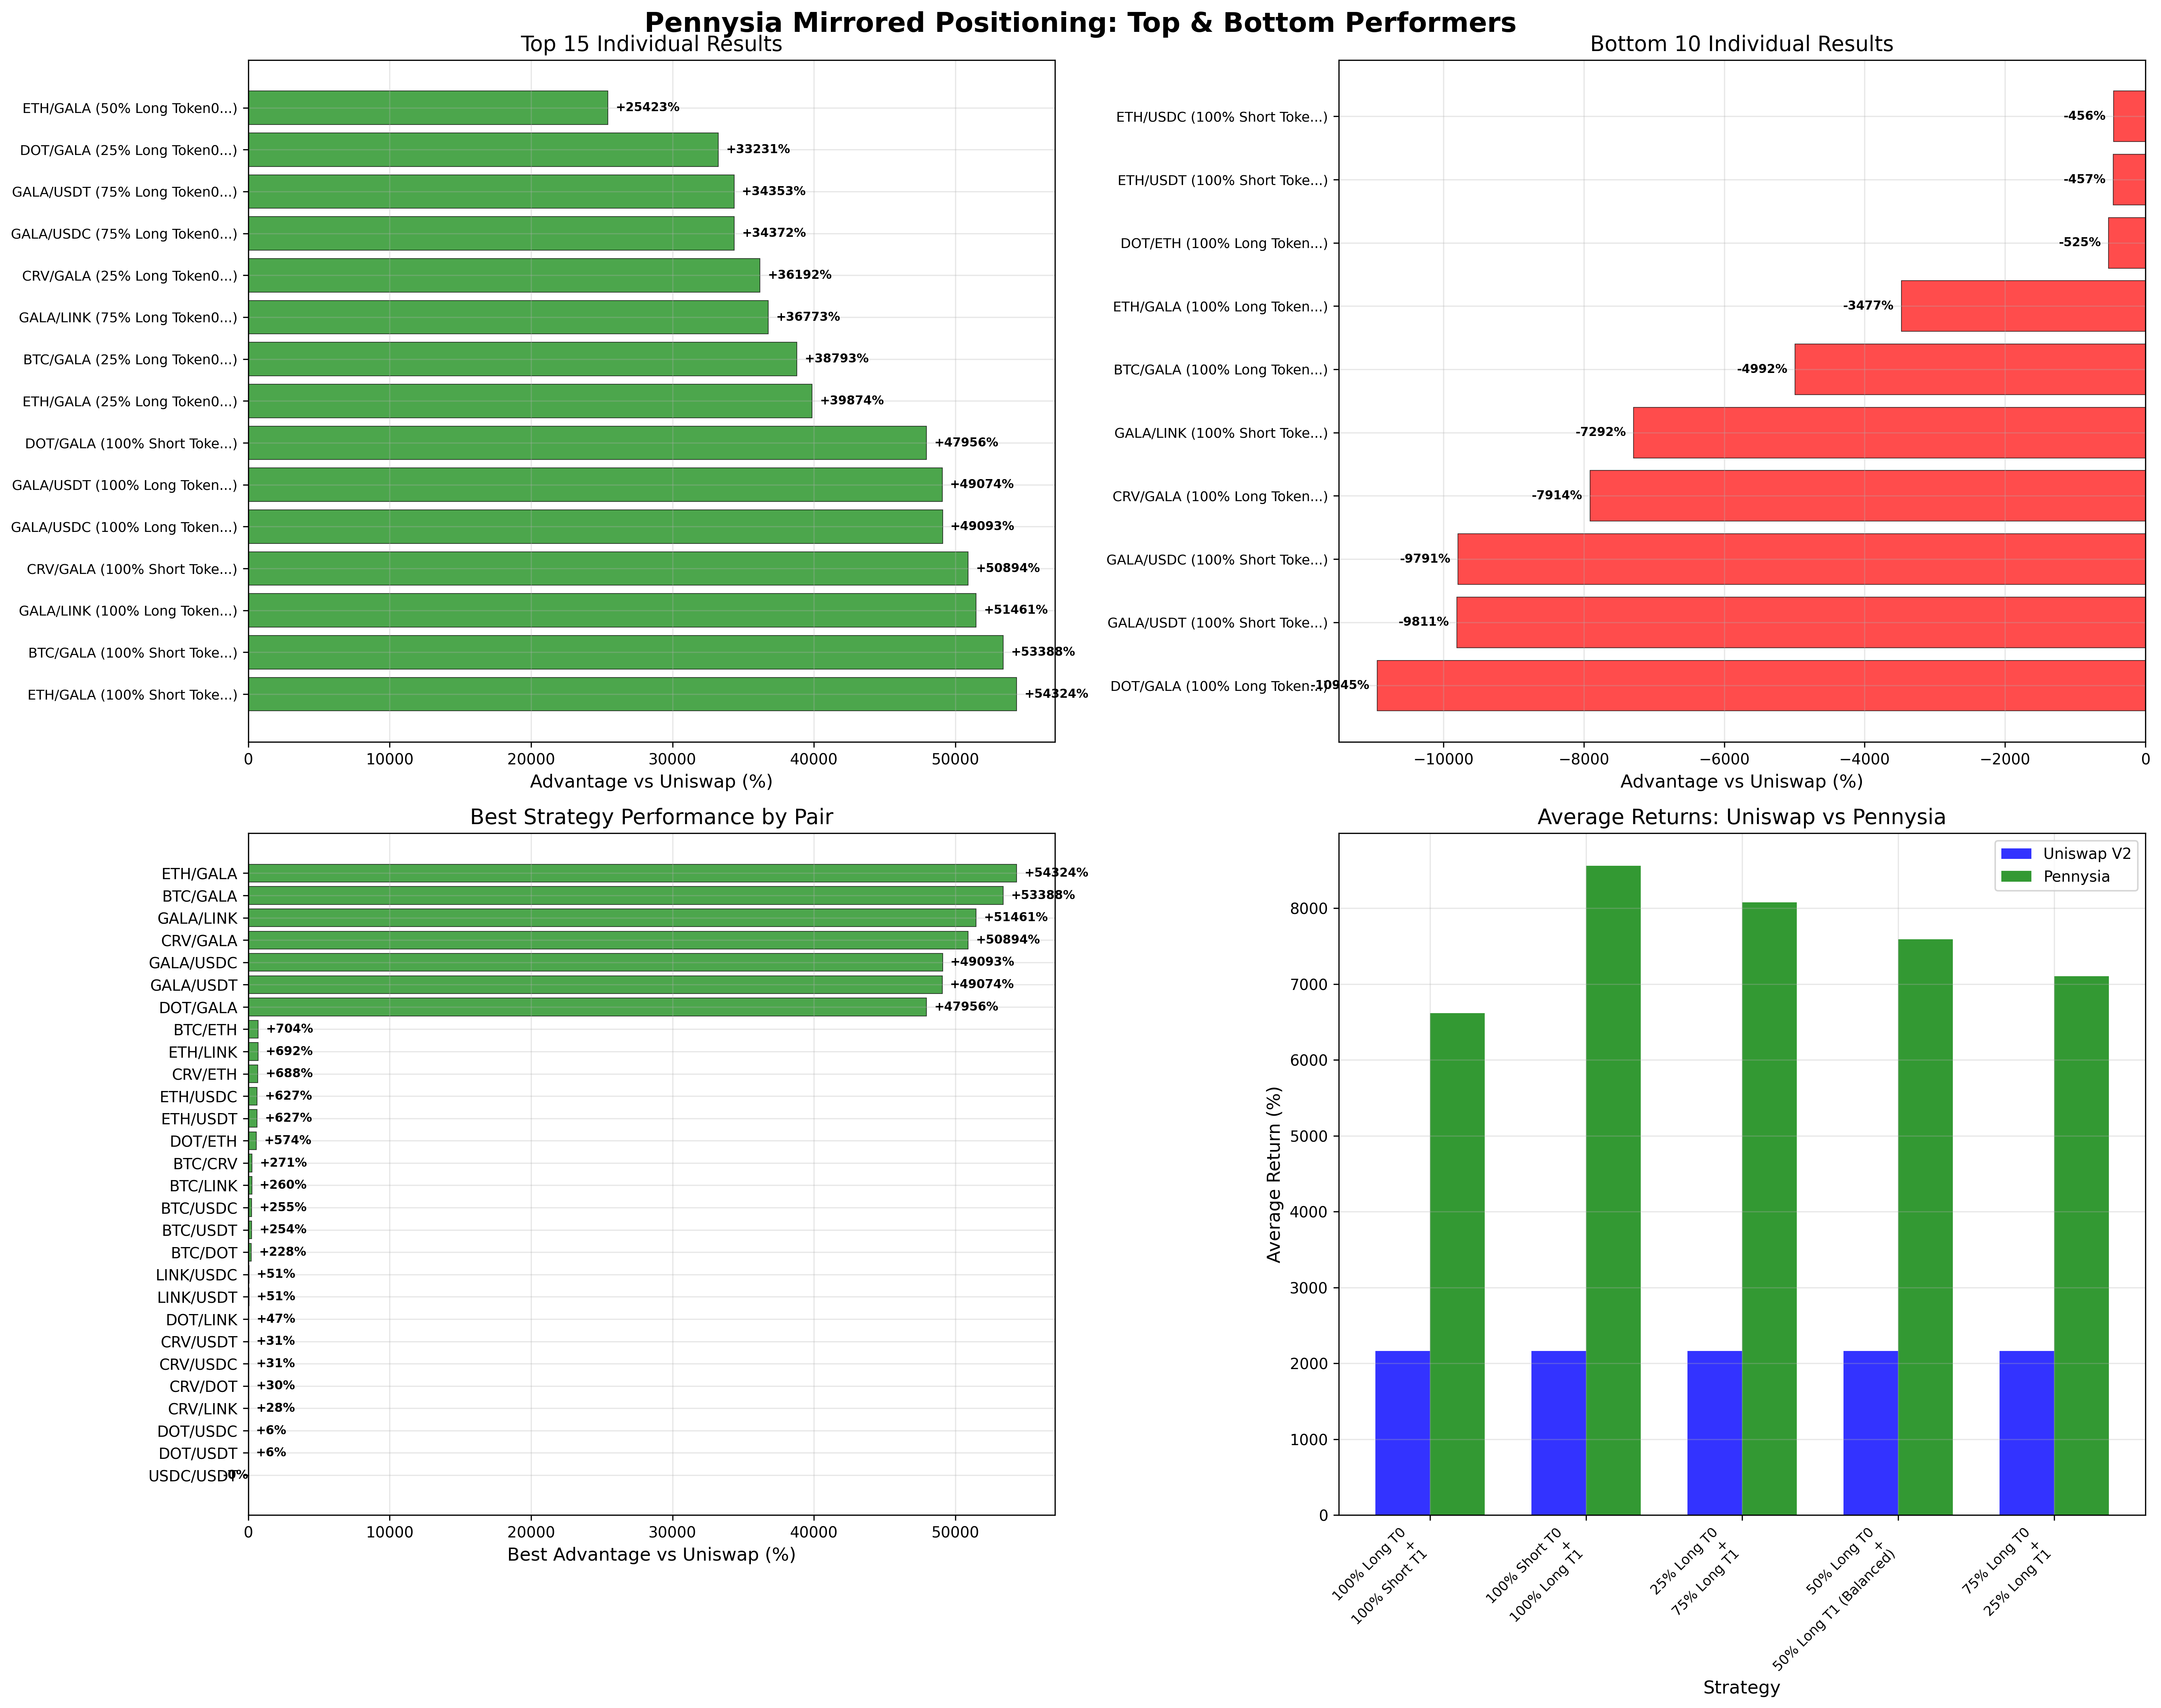 Pennysia Mirrored Positioning: Top & Bottom Performers
Top 15 Individual Results
ETH/GALA (50% Long Token0...)
+25423%
DOT/GALA (25% Long Token0...)
+33231%
GALA/USDT (75% Long Token0...)
+34353%
GALA/USDC (75% Long Token0...)
+34372%
CRV/GALA (25% Long Token0...)
+36192%
GALA/LINK (75% Long Token0...)
+36773%
BTC/GALA (25% Long Token0...)
+38793%
ETH/GALA (25% Long Token0...)
+39874%
DOT/GALA (100% Short Toke...)
+47956%
GALA/USDT (100% Long Token...)
+49074%
GALA/USDC (100% Long Token...)
+49093%
CRV/GALA (100% Short Toke...)
+50894%
GALA/LINK (100% Long Token...)
+51461%
BTC/GALA (100% Short Toke...)
+53388%
ETH/GALA (100% Short Toke...)
+54324%
0 10000 20000 30000 40000 50000
Advantage vs Uniswap (%)
Bottom 10 Individual Results
ETH/USDC (100% Short Toke...)
-456%
ETH/USDT (100% Short Toke...)
-457%
DOT/ETH (100% Long Token...)
-525%
ETH/GALA (100% Long Token...)
-3477%
BTC/GALA (100% Long Token...)
-4992%
GALA/LINK (100% Short Toke...)
-7292%
CRV/GALA (100% Long Token...)
-7914%
GALA/USDC (100% Short Toke...)
-9791%
GALA/USDT (100% Short Toke...)
-9811%
DOT/GALA (100% Long Token...)
-10945%
−10000 −8000 −6000 −4000 −2000 0
Advantage vs Uniswap (%)
Best Strategy Performance by Pair
ETH/GALA
+54324%
BTC/GALA
+53388%
GALA/LINK
+51461%
CRV/GALA
+50894%
GALA/USDC
+49093%
GALA/USDT
+49074%
DOT/GALA
+47956%
BTC/ETH
+704%
ETH/LINK
+692%
CRV/ETH
+688%
ETH/USDC
+627%
ETH/USDT
+627%
DOT/ETH
+574%
BTC/CRV
+271%
BTC/LINK
+260%
BTC/USDC
+255%
BTC/USDT
+254%
BTC/DOT
+228%
LINK/USDC
+51%
LINK/USDT
+51%
DOT/LINK
+47%
CRV/USDT
+31%
CRV/USDC
+31%
CRV/DOT
+30%
CRV/LINK
+28%
DOT/USDC
+6%
DOT/USDT
+6%
USDC/USDT
-0%
0 10000 20000 30000 40000 50000
Best Advantage vs Uniswap (%)
Average Returns: Uniswap vs Pennysia
Uniswap V2
Pennysia
8000
7000
6000
5000
4000
3000
2000
1000
0
Average Return (%)
100% Long T0
+
100% Short T1
100% Short T0
+
100% Long T1
25% Long T0
+
75% Long T1
50% Long T0
+
50% Long T1 (Balanced)
75% Long T0
+
25% Long T1
Strategy